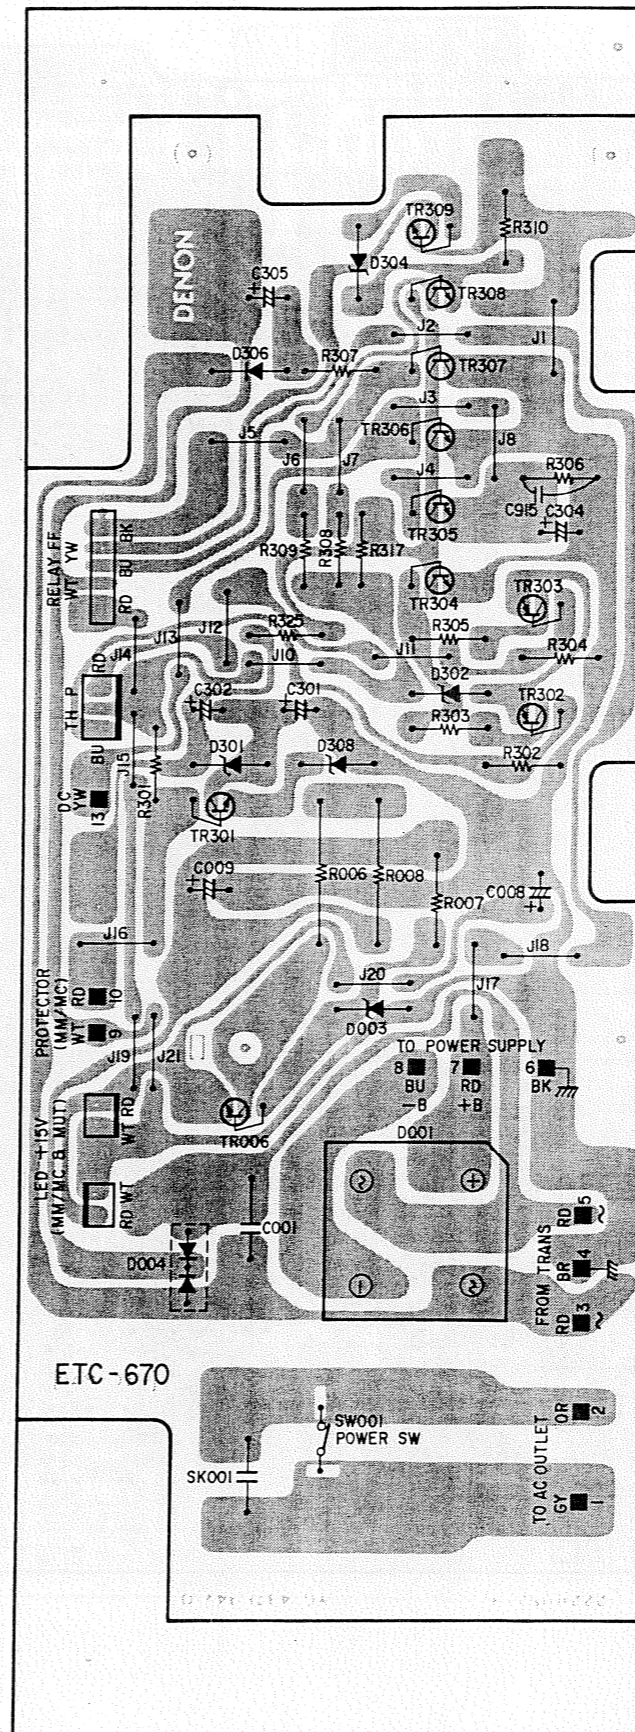 TR309
R310
DENON
D304
C305
+
TR308
J2
J1
D306
R307
TR307
J3
TR306
J5
J6
J7
J8
J4
R306
C915
C304
+
TR305
RELAY FF
WT YW
BK
BU
RD
R309
R308
R317
TR304
TR303
J14
J13
J12
R325
R305
J10
J11
R304
TH P
RD
BU
C302
+
C301
+
D302
TR302
R303
J15
R301
D301
D308
R302
DC
YW
13
TR301
C009
+
R006
R008
R007
C008
+
J16
J18
J20
J17
D003
PROTECTOR
(MM/MC)
RD
10
WT
9
J19
J21
TO POWER SUPPLY
8
BU
-B
7
RD
+B
6
BK
LED +15V
(MM/MC & MUT)
WT RD
RD WT
TR006
D001
~
+
−
~
C001
D004
FROM TRANS
RD
5
~
BR
4
RD
3
~
ETC-670
SW001
POWER SW
SK001
TO AC OUTLET
OR
2
GY
1